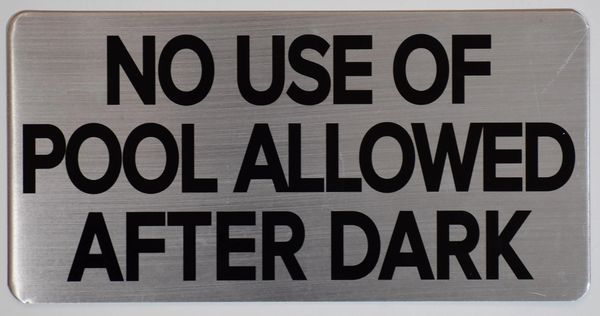 NO USE OF
POOL ALLOWED
AFTER DARK